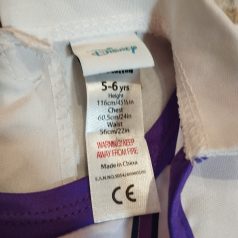 Disney
5-6 yrs
Height
116cm/45½in
Chest
60.5cm/24in
Waist
56cm/22in
WARNING! KEEP
AWAY FROM FIRE
Made in China
CE